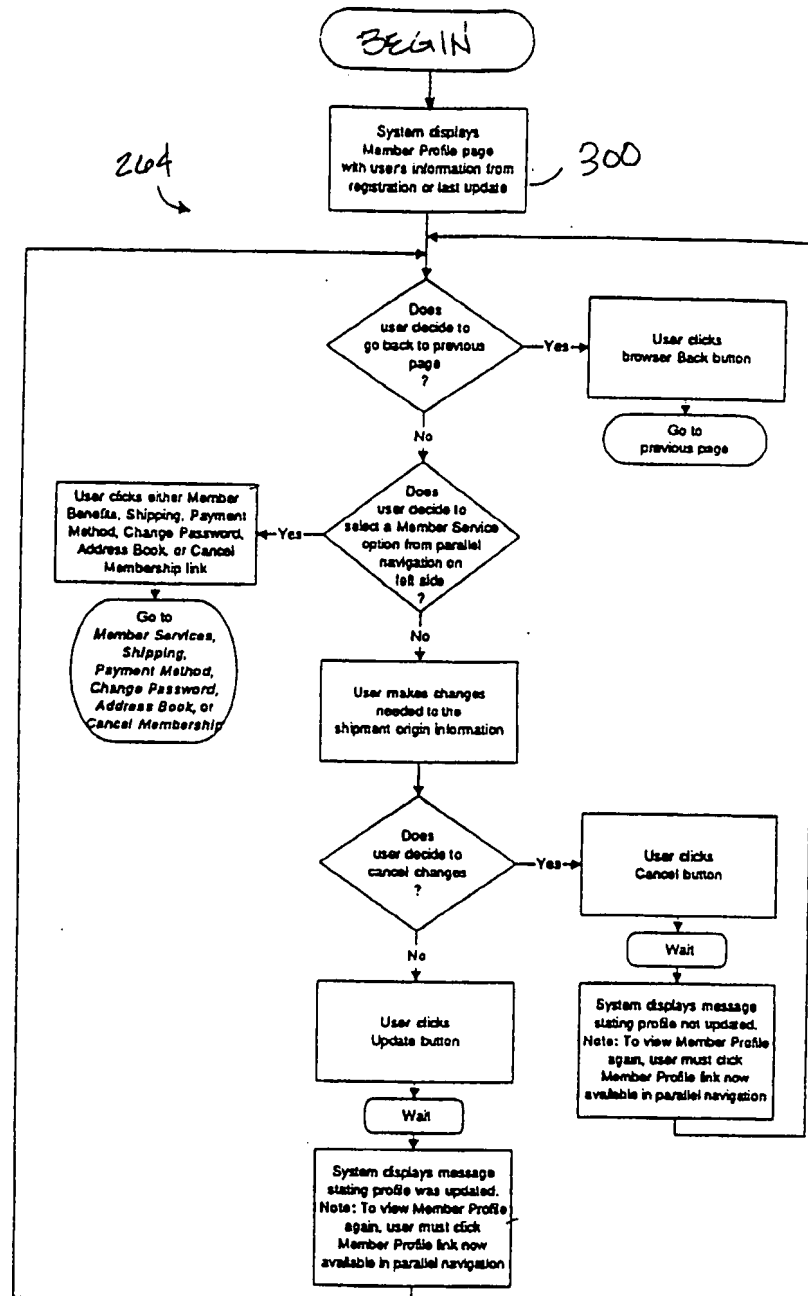 BEGIN
System displays
Member Profile page
with user's information from
registration or last update
300
264
Does
user decide to
go back to previous
page
?
Yes
User clicks
browser Back button
Go to
previous page
No
Does
user decide to
select a Member Service
option from parallel
navigation on
left side
?
Yes
User clicks either Member
Benefits, Shipping, Payment
Method, Change Password,
Address Book, or Cancel
Membership link
Go to
Member Services,
Shipping,
Payment Method,
Change Password,
Address Book, or
Cancel Membership
No
User makes changes
needed to the
shipment origin information
Does
user decide to
cancel changes
?
Yes
User clicks
Cancel button
Wait
System displays message
stating profile not updated.
Note: To view Member Profile
again, user must click
Member Profile link now
available in parallel navigation
No
User clicks
Update button
Wait
System displays message
stating profile was updated.
Note: To view Member Profile
again, user must click
Member Profile link now
available in parallel navigation